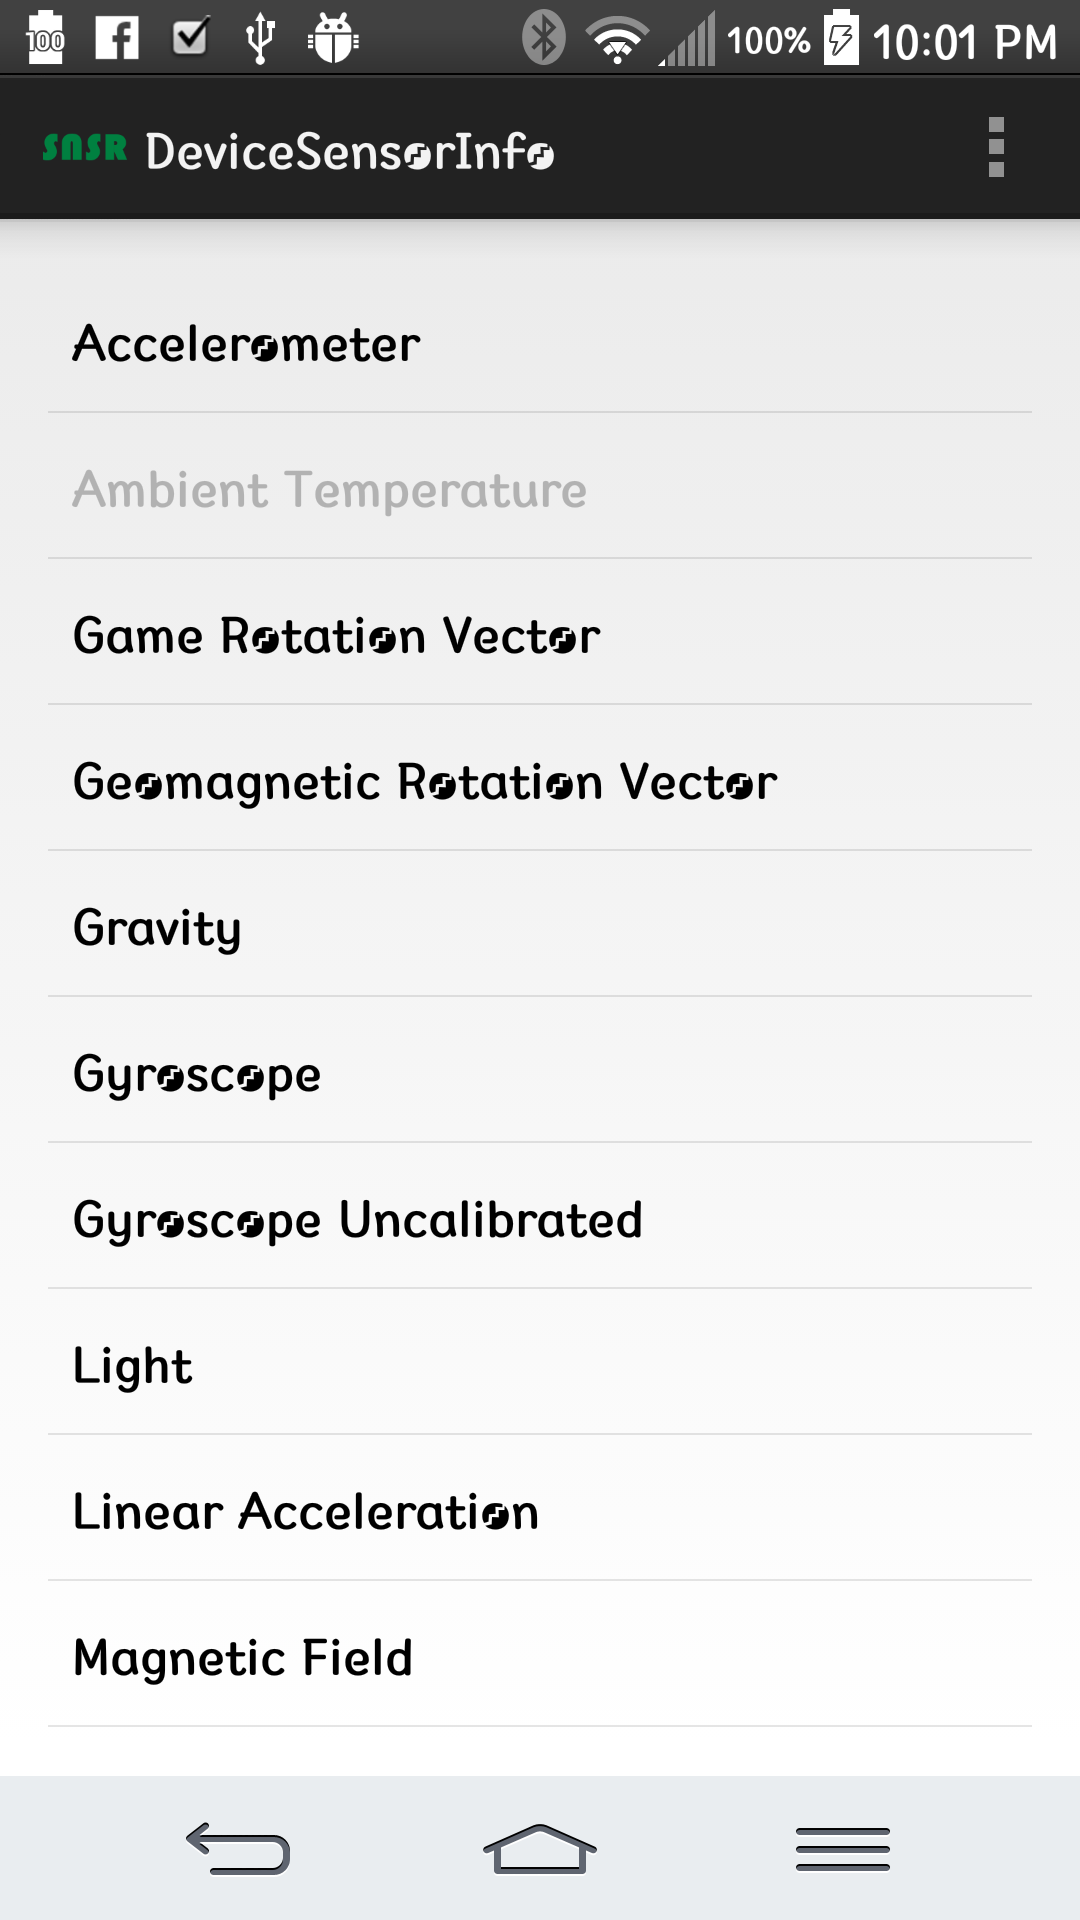 100 100% 10:01 PM
SNSR DeviceSensorInfo
Accelerometer
Ambient Temperature
Game Rotation Vector
Geomagnetic Rotation Vector
Gravity
Gyroscope
Gyroscope Uncalibrated
Light
Linear Acceleration
Magnetic Field